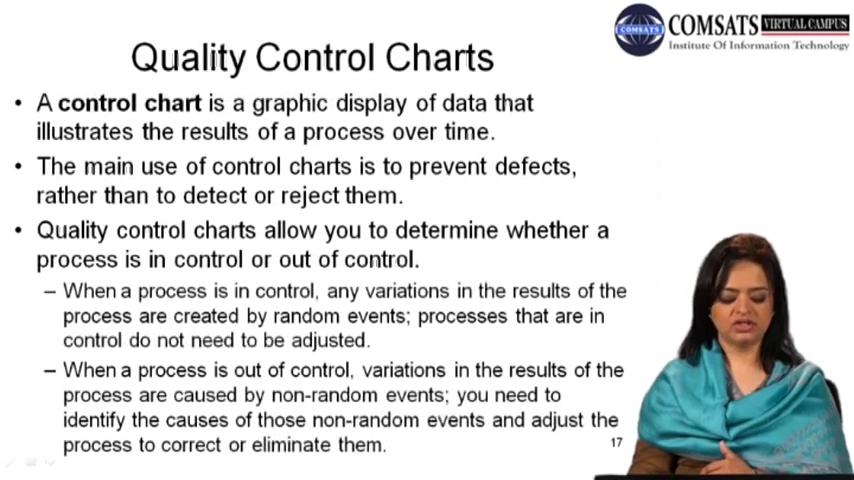 COMSATS VIRTUAL CAMPUS
COMSATS
Institute Of Information Technology
Quality Control Charts
• A control chart is a graphic display of data that
illustrates the results of a process over time.
• The main use of control charts is to prevent defects,
rather than to detect or reject them.
• Quality control charts allow you to determine whether a
process is in control or out of control.
– When a process is in control, any variations in the results of the
process are created by random events; processes that are in
control do not need to be adjusted.
– When a process is out of control, variations in the results of the
process are caused by non-random events; you need to
identify the causes of those non-random events and adjust the
process to correct or eliminate them.
17